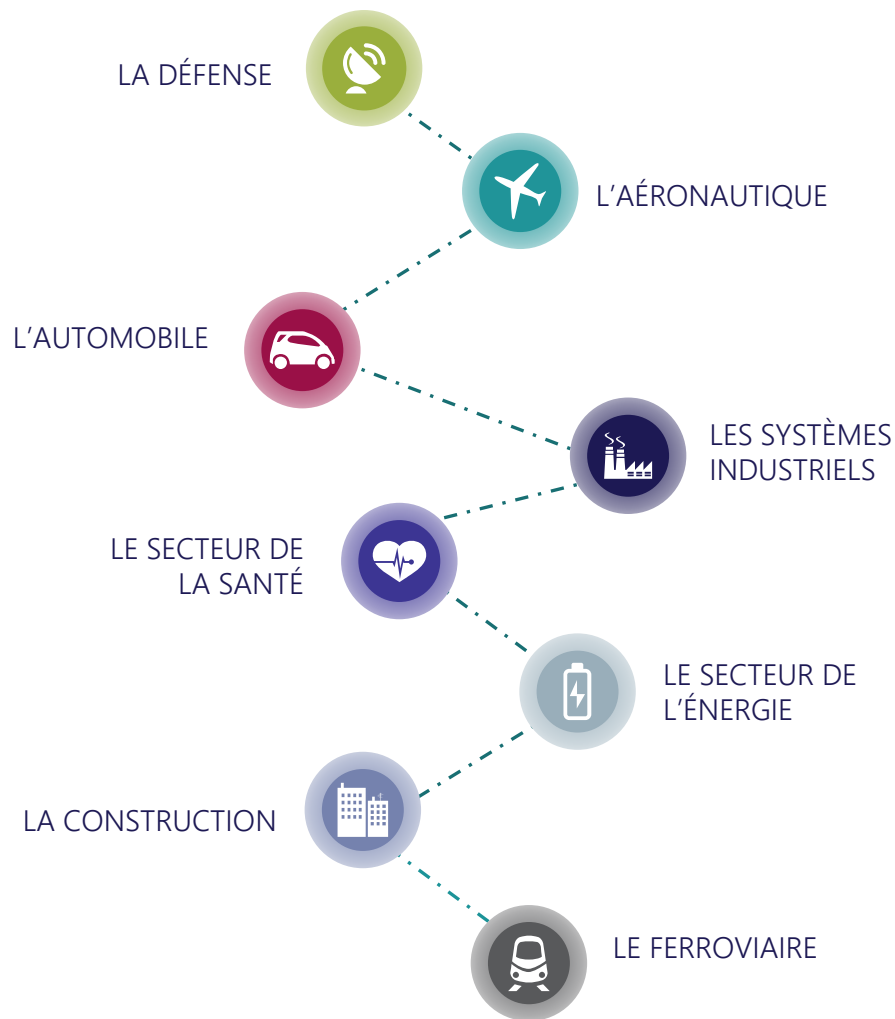 LA DÉFENSE
L’AÉRONAUTIQUE
L’AUTOMOBILE
LES SYSTÈMES
INDUSTRIELS
LE SECTEUR DE
LA SANTÉ
LE SECTEUR DE
L’ÉNERGIE
LA CONSTRUCTION
LE FERROVIAIRE